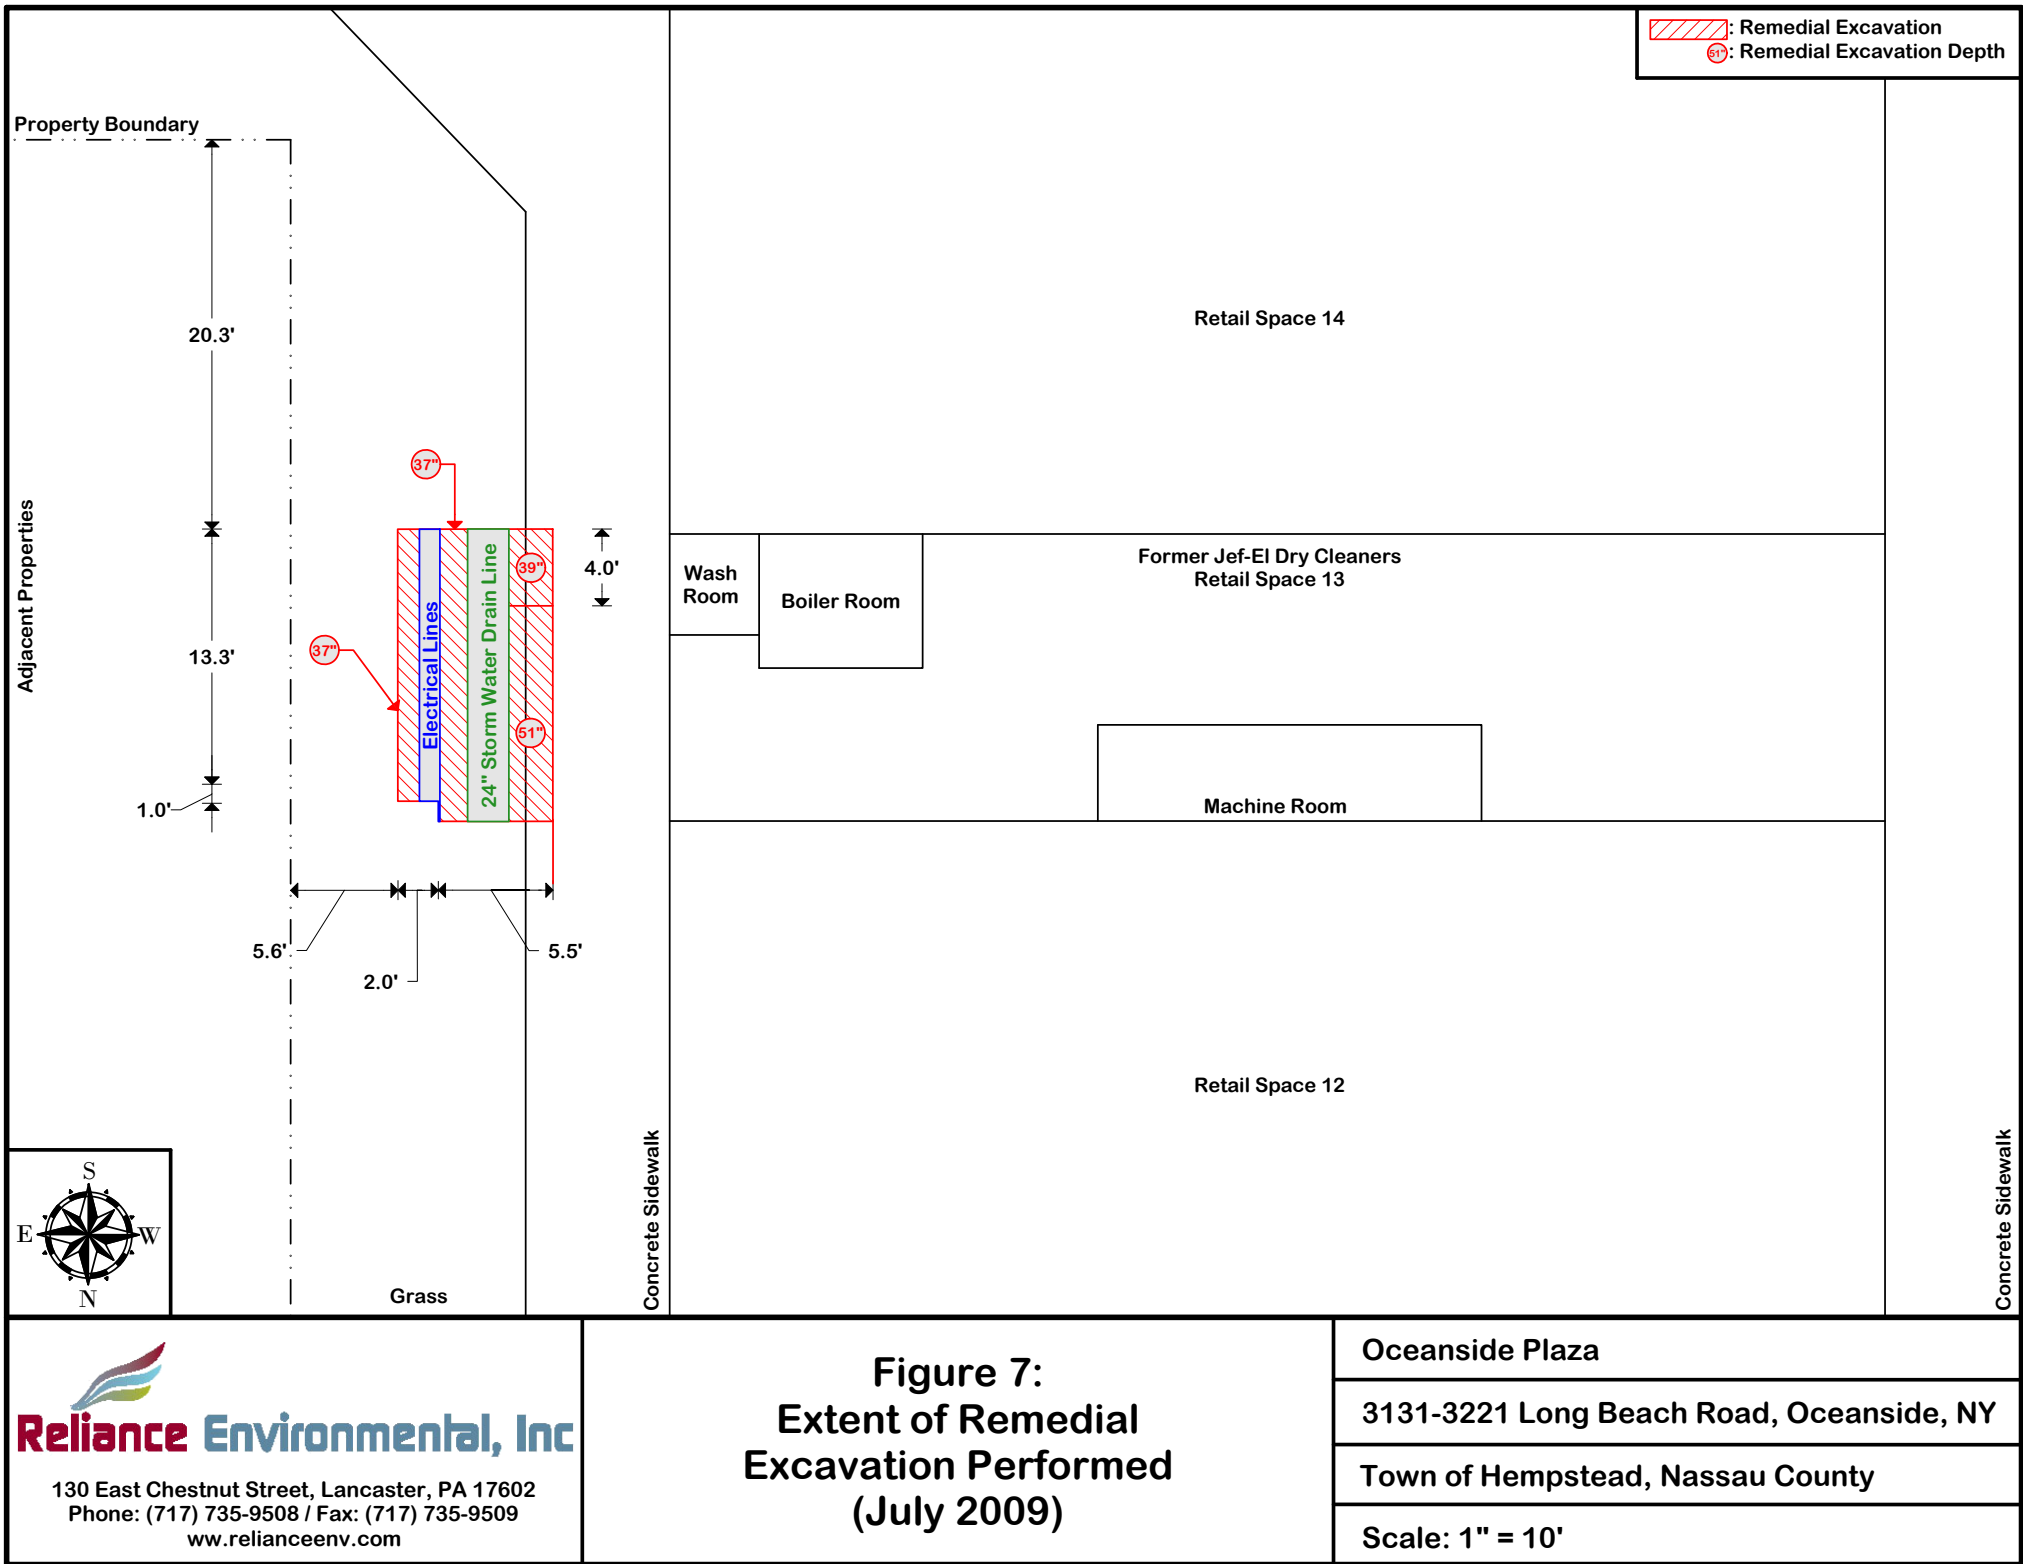 51": Remedial Excavation Depth
: Remedial Excavation
Property Boundary
20.3'
Retail Space 14
37"
Adjacent Properties
13.3'
1.0'
37"
Electrical Lines
24" Storm Water Drain Line
39"
51"
4.0'
Wash
Room
Boiler Room
Former Jef-El Dry Cleaners
Retail Space 13
Machine Room
5.6'
2.0'
5.5'
Retail Space 12
Concrete Sidewalk
Concrete Sidewalk
S
E
W
N
Grass
Reliance Environmental, Inc
130 East Chestnut Street, Lancaster, PA 17602
Phone: (717) 735-9508 / Fax: (717) 735-9509
ww.relianceenv.com
Figure 7:
Extent of Remedial
Excavation Performed
(July 2009)
Oceanside Plaza
3131-3221 Long Beach Road, Oceanside, NY
Town of Hempstead, Nassau County
Scale: 1" = 10'